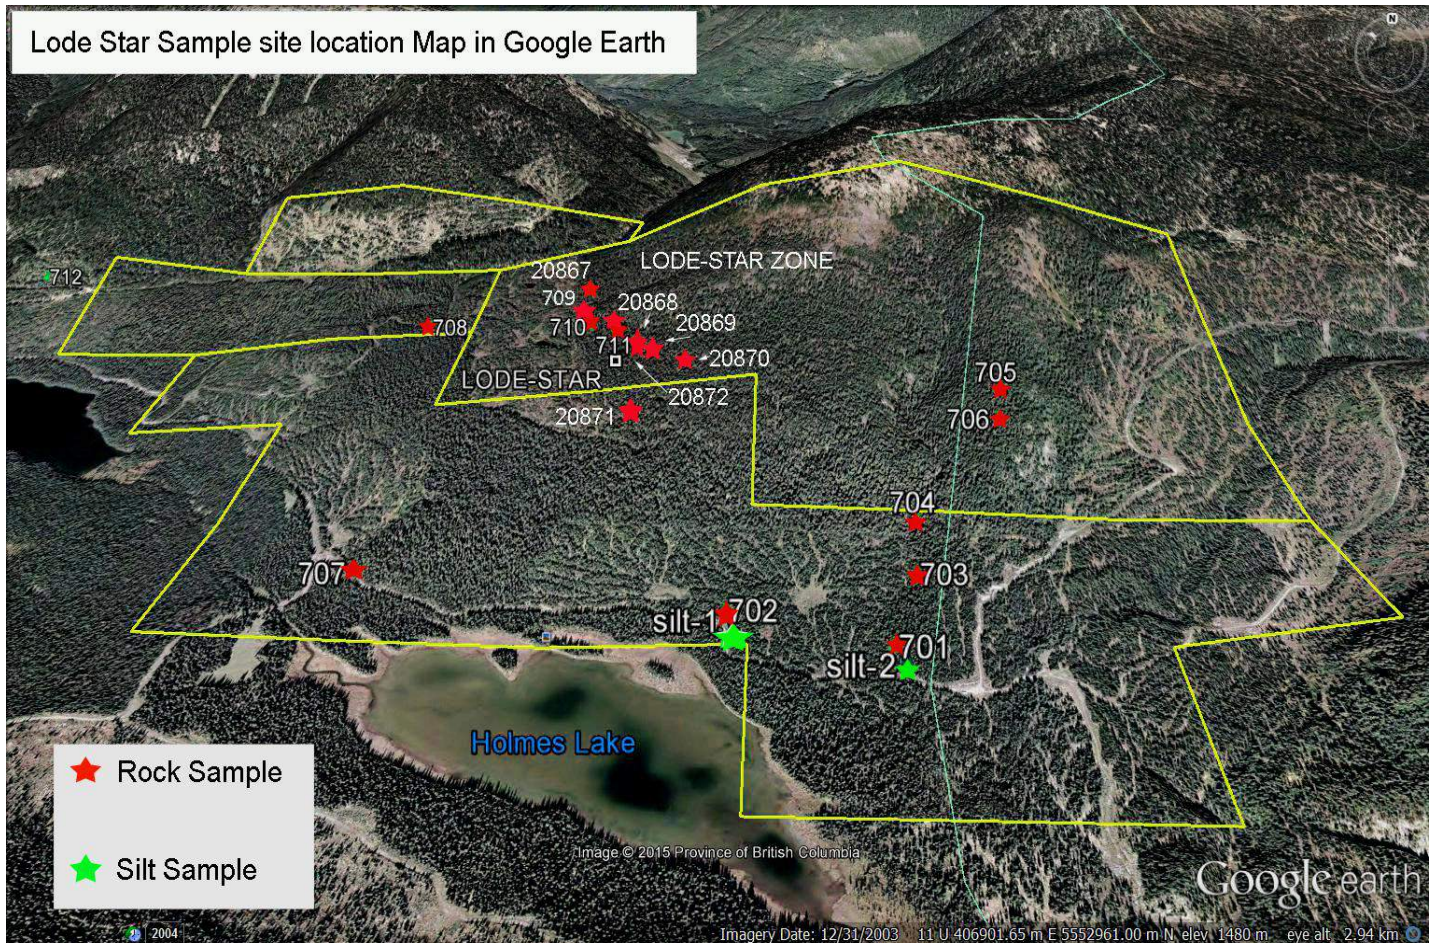 Lode Star Sample site location Map in Google Earth
N
LODE-STAR ZONE
20867
712
709
20868
710
708
20869
711
20870
LODE-STAR
20872
20871
705
706
704
707
703
702
silt-1
701
silt-2
Holmes Lake
Rock Sample
Silt Sample
Image © 2015 Province of British Columbia
Google earth
2004
Imagery Date: 12/31/2003 11 U 406901.65 m E 5552961.00 m N elev 1480 m eye alt 2.94 km